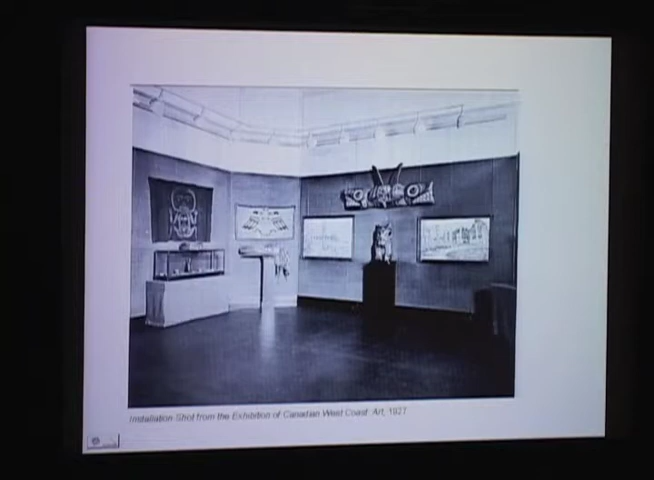 Installation Shot from the Exhibition of Canadian West Coast Art, 1927